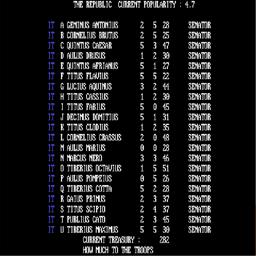 THE REPUBLIC CURRENT POPULARITY : 4.7
IT A GEMINUS ANTONIUS 2 5 28 SENATOR
IT B CORNELIUS BRUTUS 2 5 25 SENATOR
IT C QUINTUS CAESAR 5 3 47 SENATOR
IT D AULUS DRUSUS 1 2 30 SENATOR
IT E QUINTUS APRIANUS 5 1 27 SENATOR
IT F TITUS FLAVIUS 5 5 22 SENATOR
IT G LUCIUS AQUINUS 3 2 44 SENATOR
IT H TITUS CASSIUS 1 2 30 SENATOR
IT I TITUS FABIUS 5 0 45 SENATOR
IT J DECIMUS DOMITIUS 5 1 31 SENATOR
IT K TITUS CLODIUS 1 2 35 SENATOR
IT L CORNELIUS CRASSUS 2 0 48 SENATOR
IT M AULUS MARIUS 0 0 28 SENATOR
IT N MARCUS NERO 3 3 46 SENATOR
IT O TIBERIUS OCTAVIUS 1 5 51 SENATOR
IT P AULUS POMPEIUS 0 5 26 SENATOR
IT Q TIBERIUS COTTA 5 2 28 SENATOR
IT R GAIUS PRIMUS 2 3 37 SENATOR
IT S TITUS SCIPIO 2 4 37 SENATOR
IT T PUBLIUS CATO 2 3 45 SENATOR
IT U TIBERIUS MAXIMUS 5 5 30 SENATOR
CURRENT TREASURY : 282
HOW MUCH TO THE TROOPS